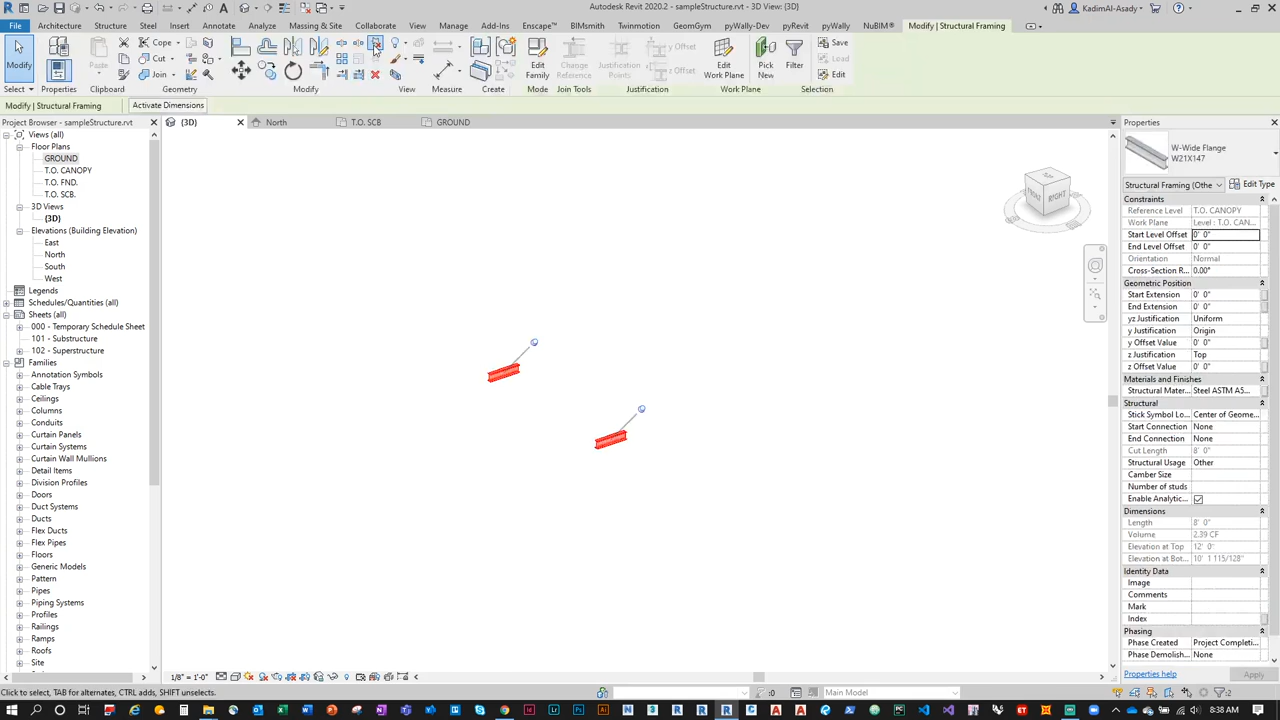 Autodesk Revit 2020.2 - sampleStructure.rvt - 3D View: {3D}
KadimAl-Asady
File Architecture Structure Steel Insert Annotate Analyze Massing & Site Collaborate View Manage Add-Ins Enscape™ BIMsmith Twinnotion GeomGym pyWally-Dev pyRevit pyWally NuBIM® Modify | Structural Framing
Modify
Paste
Cope
Cut
Join
Edit Family
Change Reference
Justification Points
y Offset
z Offset
Edit Work Plane
Pick New
Filter
Save
Load
Edit
Select Properties Clipboard Geometry Modify View Measure Create Mode Join Tools Justification Work Plane Selection
Modify | Structural Framing Activate Dimensions
Project Browser - sampleStructure.rvt
{3D} North T.O. SCB GROUND
Views (all)
Floor Plans
GROUND
T.O. CANOPY
T.O. FND.
T.O. SCB.
3D Views
{3D}
Elevations (Building Elevation)
East
North
South
West
Legends
Schedules/Quantities (all)
Sheets (all)
000 - Temporary Schedule Sheet
101 - Substructure
102 - Superstructure
Families
Annotation Symbols
Cable Trays
Ceilings
Columns
Conduits
Curtain Panels
Curtain Systems
Curtain Wall Mullions
Detail Items
Division Profiles
Doors
Duct Systems
Ducts
Flex Ducts
Flex Pipes
Floors
Generic Models
Pattern
Pipes
Piping Systems
Profiles
Railings
Ramps
Roofs
Site
FRONT RIGHT
Properties
W-Wide Flange
W21X147
Structural Framing (Othe Edit Type
Constraints
Reference Level T.O. CANOPY
Work Plane Level : T.O. CAN...
Start Level Offset 0' 0"
End Level Offset 0' 0"
Orientation Normal
Cross-Section R... 0.00°
Geometric Position
Start Extension 0' 0"
End Extension 0' 0"
yz Justification Uniform
y Justification Origin
y Offset Value 0' 0"
z Justification Top
z Offset Value 0' 0"
Materials and Finishes
Structural Mater... Steel ASTM AS...
Structural
Stick Symbol Lo... Center of Geome...
Start Connection None
End Connection None
Cut Length 8' 0"
Structural Usage Other
Camber Size
Number of studs
Enable Analytic...
Dimensions
Length 8' 0"
Volume 2.39 CF
Elevation at Top 12' 0"
Elevation at Bot... 10' 1 115/128"
Identity Data
Image
Comments
Mark
Index
Phasing
Phase Created Project Completi...
Phase Demolish... None
Properties help Apply
1/8" = 1'-0"
Click to select, TAB for alternates, CTRL adds, SHIFT unselects.
:0
Main Model
:2
8:38 AM